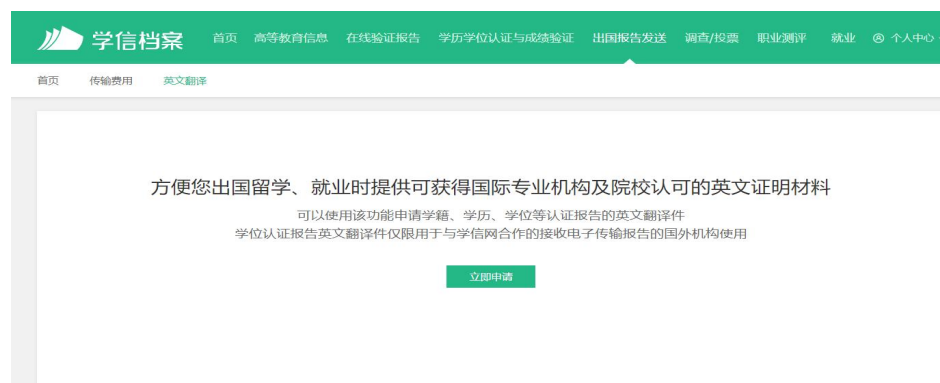 学信档案 首页 高等教育信息 在线验证报告 学历学位认证与成绩验证 出国报告发送 调查/投票 职业测评 就业 个人中心
首页 传输费用 英文翻译
方便您出国留学、就业时提供可获得国际专业机构及院校认可的英文证明材料
可以使用该功能申请学籍、学历、学位等认证报告的英文翻译件
学位认证报告英文翻译件仅限用于与学信网合作的接收电子传输报告的国外机构使用
立即申请